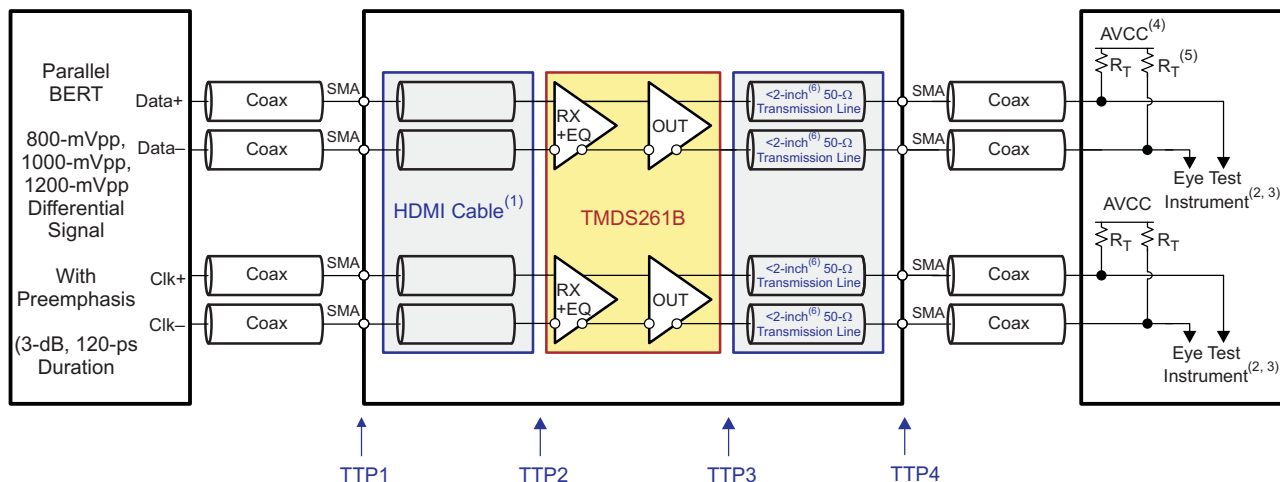 Parallel
BERT
800-mVpp,
1000-mVpp,
1200-mVpp
Differential
Signal
With
Preemphasis
(3-dB, 120-ps
Duration
Data+
Data–
Clk+
Clk–
Coax
Coax
Coax
Coax
SMA
SMA
SMA
SMA
HDMI Cable(1)
RX
+EQ
OUT
TMDS261B
RX
+EQ
OUT
<2-inch(6) 50-Ω
Transmission Line
<2-inch(6) 50-Ω
Transmission Line
<2-inch(6) 50-Ω
Transmission Line
<2-inch(6) 50-Ω
Transmission Line
SMA
SMA
SMA
SMA
Coax
Coax
Coax
Coax
AVCC(4)
RT
RT(5)
Eye Test
Instrument(2, 3)
AVCC
RT
RT
Eye Test
Instrument(2, 3)
TTP1
TTP2
TTP3
TTP4